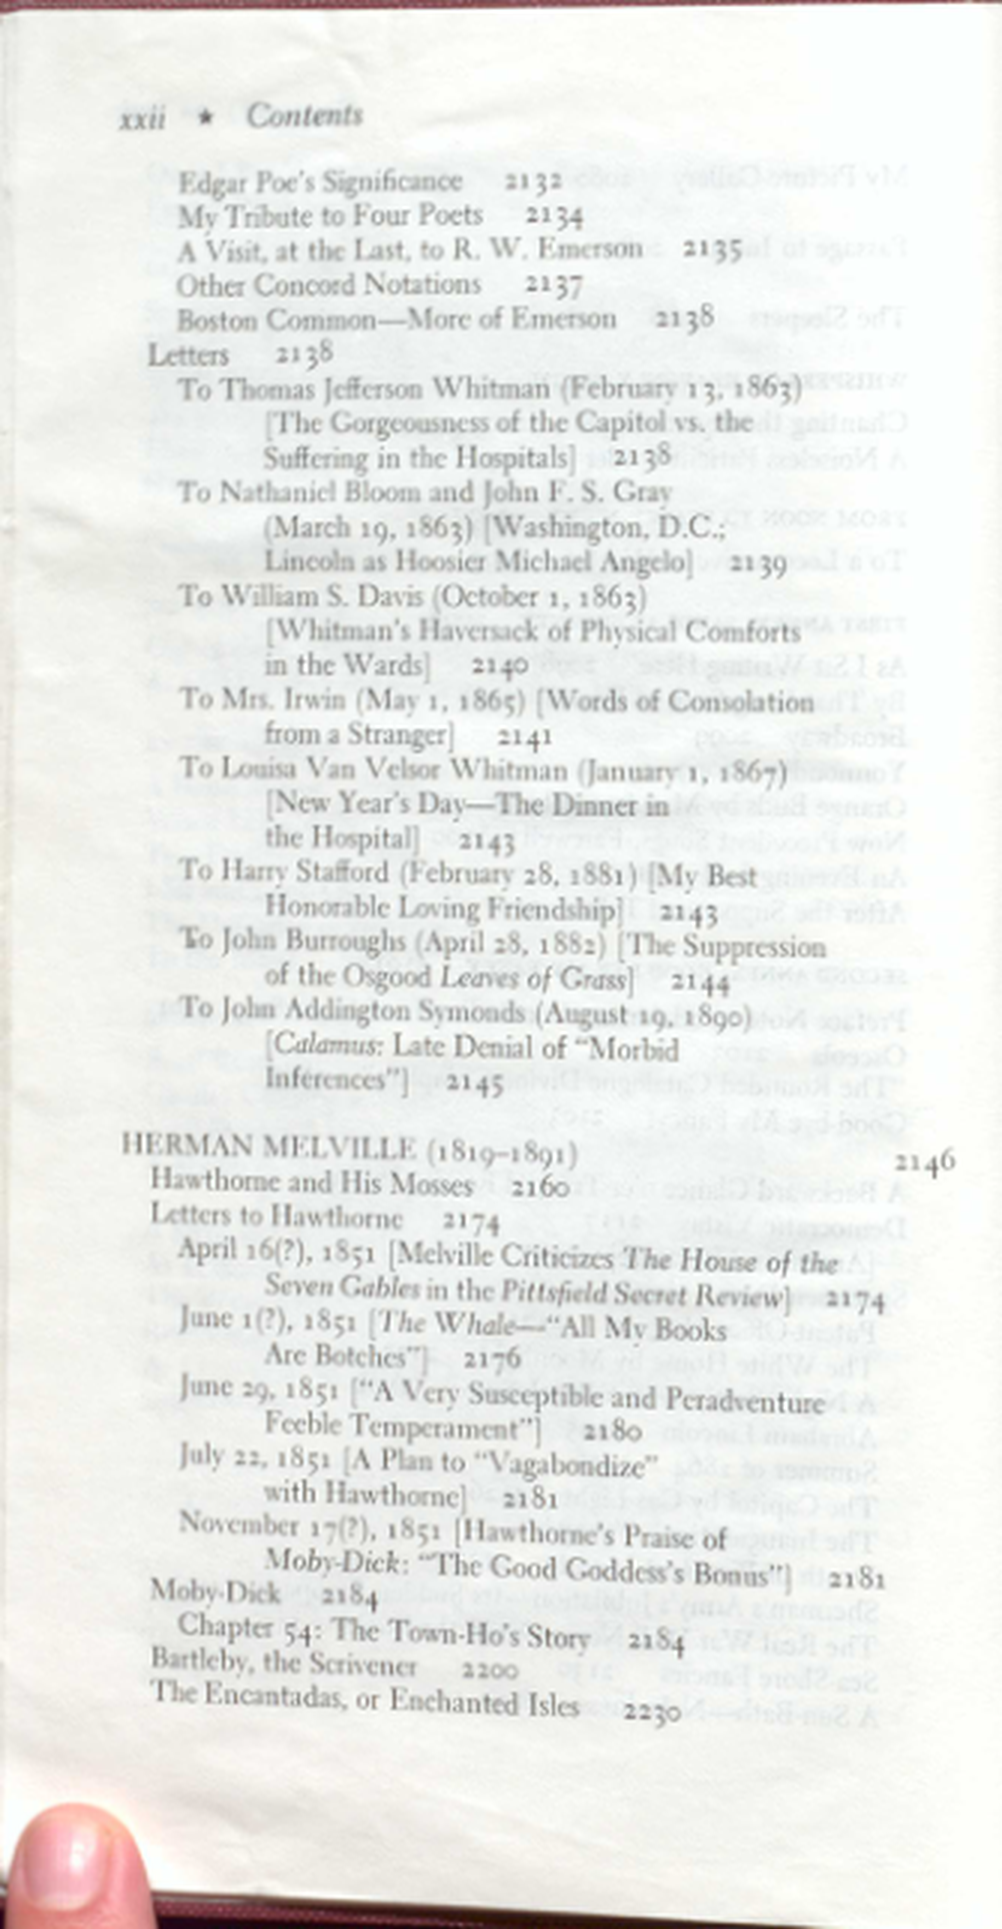 xxii ★ Contents
Edgar Poe's Significance 2132
My Tribute to Four Poets 2134
A Visit, at the Last, to R. W. Emerson 2135
Other Concord Notations 2137
Boston Common—More of Emerson 2138
Letters 2138
To Thomas Jefferson Whitman (February 13, 1863)
[The Gorgeousness of the Capitol vs. the
Suffering in the Hospitals] 2138
To Nathaniel Bloom and John F. S. Gray
(March 19, 1863) [Washington, D.C.;
Lincoln as Hoosier Michael Angelo] 2139
To William S. Davis (October 1, 1863)
[Whitman's Haversack of Physical Comforts
in the Wards] 2140
To Mrs. Irwin (May 1, 1865) [Words of Consolation
from a Stranger] 2141
To Louisa Van Velsor Whitman (January 1, 1867)
[New Year's Day—The Dinner in
the Hospital] 2143
To Harry Stafford (February 28, 1881) [My Best
Honorable Loving Friendship] 2143
To John Burroughs (April 28, 1882) [The Suppression
of the Osgood Leaves of Grass] 2144
To John Addington Symonds (August 19, 1890)
[Calamus: Late Denial of "Morbid
Inferences"] 2145
HERMAN MELVILLE (1819–1891) 2146
Hawthorne and His Mosses 2160
Letters to Hawthorne 2174
April 16(?), 1851 [Melville Criticizes The House of the
Seven Gables in the Pittsfield Secret Review] 2174
June 1(?), 1851 [The Whale—"All My Books
Are Botches"] 2176
June 29, 1851 ["A Very Susceptible and Peradventure
Feeble Temperament"] 2180
July 22, 1851 [A Plan to "Vagabondize"
with Hawthorne] 2181
November 17(?), 1851 [Hawthorne's Praise of
Moby-Dick: "The Good Goddess's Bonus"] 2181
Moby-Dick 2184
Chapter 54: The Town-Ho's Story 2184
Bartleby, the Scrivener 2200
The Encantadas, or Enchanted Isles 2230